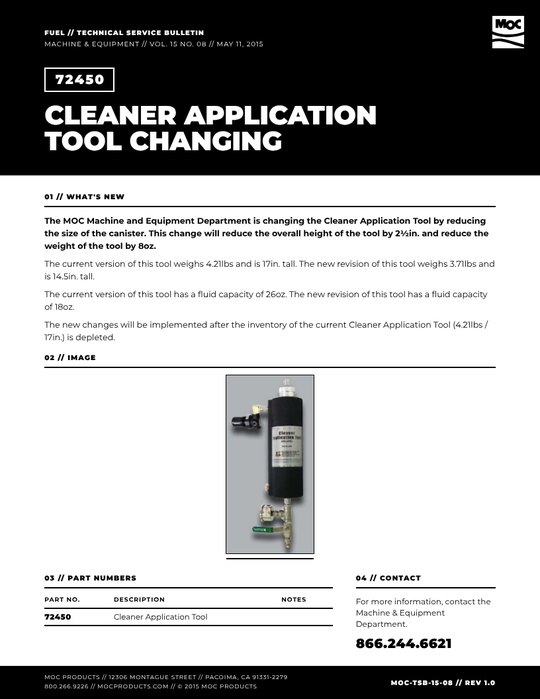 MOC
FUEL // TECHNICAL SERVICE BULLETIN
MACHINE & EQUIPMENT // VOL. 15 NO. 08 // MAY 11, 2015
72450
CLEANER APPLICATION
TOOL CHANGING
01 // WHAT'S NEW
The MOC Machine and Equipment Department is changing the Cleaner Application Tool by reducing
the size of the canister. This change will reduce the overall height of the tool by 2½in. and reduce the
weight of the tool by 8oz.
The current version of this tool weighs 4.21lbs and is 17in. tall. The new revision of this tool weighs 3.71lbs and
is 14.5in. tall.
The current version of this tool has a fluid capacity of 26oz. The new revision of this tool has a fluid capacity
of 18oz.
The new changes will be implemented after the inventory of the current Cleaner Application Tool (4.21lbs /
17in.) is depleted.
02 // IMAGE
Cleaner
Application Tool
03 // PART NUMBERS
PART NO. DESCRIPTION NOTES
72450 Cleaner Application Tool
04 // CONTACT
For more information, contact the
Machine & Equipment
Department.
866.244.6621
MOC PRODUCTS // 12306 MONTAGUE STREET // PACOIMA, CA 91331-2279
800.266.9226 // MOCPRODUCTS.COM // © 2015 MOC PRODUCTS
MOC-TSB-15-08 // REV 1.0